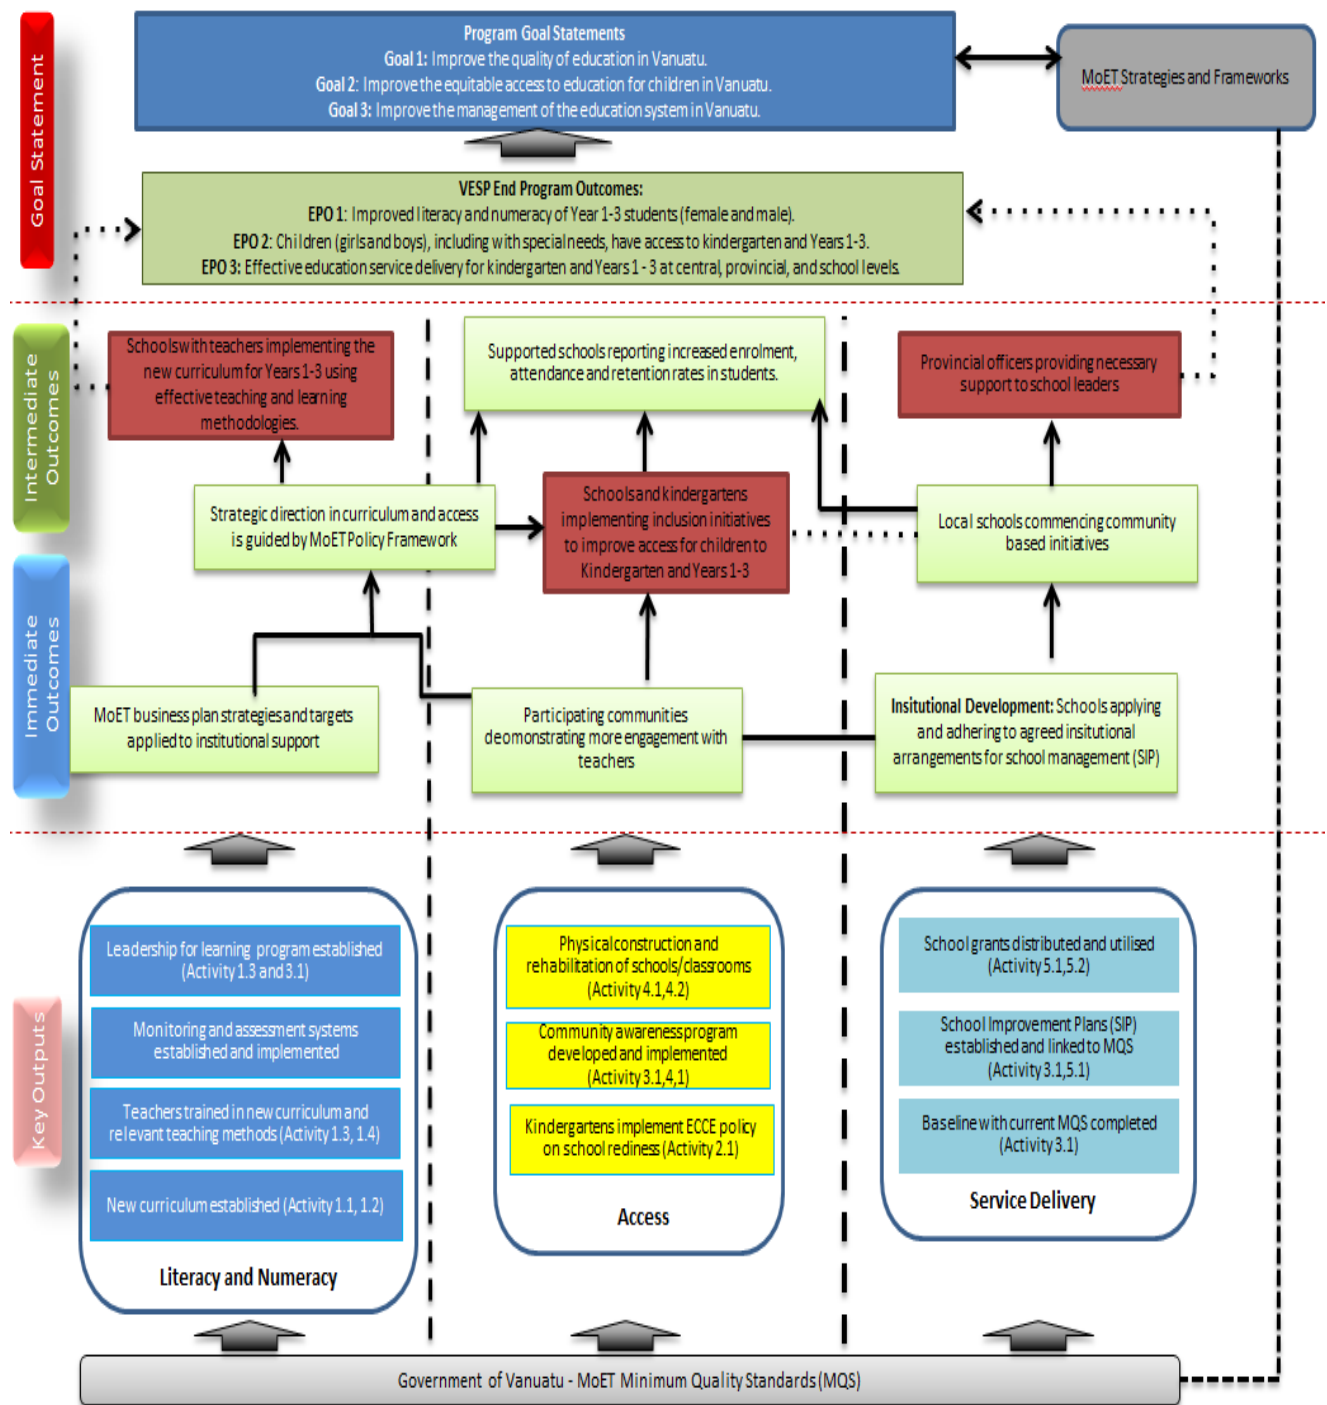 Goal Statement
Program Goal Statements
Goal 1: Improve the quality of education in Vanuatu.
Goal 2: Improve the equitable access to education for children in Vanuatu.
Goal 3: Improve the management of the education system in Vanuatu.
MoET Strategies and Frameworks
VESP End Program Outcomes:
EPO 1: Improved literacy and numeracy of Year 1-3 students (female and male).
EPO 2: Children (girls and boys), including with special needs, have access to kindergarten and Years 1-3.
EPO 3: Effective education service delivery for kindergarten and Years 1 - 3 at central, provincial, and school levels.
Intermediate
Outcomes
Schools with teachers implementing the
new curriculum for Years 1-3 using
effective teaching and learning
methodologies.
Supported schools reporting increased enrolment,
attendance and retention rates in students.
Provincial officers providing necessary
support to school leaders
Strategic direction in curriculum and access
is guided by MoET Policy Framework
Schools and kindergartens
implementing inclusion initiatives
to improve access for children to
Kindergarten and Years 1-3
Local schools commencing community
based initiatives
Immediate
Outcomes
MoET business plan strategies and targets
applied to institutional support
Participating communities
deomonstrating more engagement with
teachers
Insitutional Development: Schools applying
and adhering to agreed insitutional
arrangements for school management (SIP)
Key Outputs
Leadership for learning program established
(Activity 1.3 and 3.1)
Monitoring and assessment systems
established and implemented
Teachers trained in new curriculum and
relevant teaching methods (Activity 1.3, 1.4)
New curriculum established (Activity 1.1, 1.2)
Literacy and Numeracy
Physical construction and
rehabilitation of schools/classrooms
(Activity 4.1,4.2)
Community awareness program
developed and implemented
(Activity 3.1,4,1)
Kindergartens implement ECCE policy
on school rediness (Activity 2.1)
Access
School grants distributed and utilised
(Activity 5.1,5.2)
School Improvement Plans (SIP)
established and linked to MQS
(Activity 3.1,5.1)
Baseline with current MQS completed
(Activity 3.1)
Service Delivery
Government of Vanuatu - MoET Minimum Quality Standards (MQS)